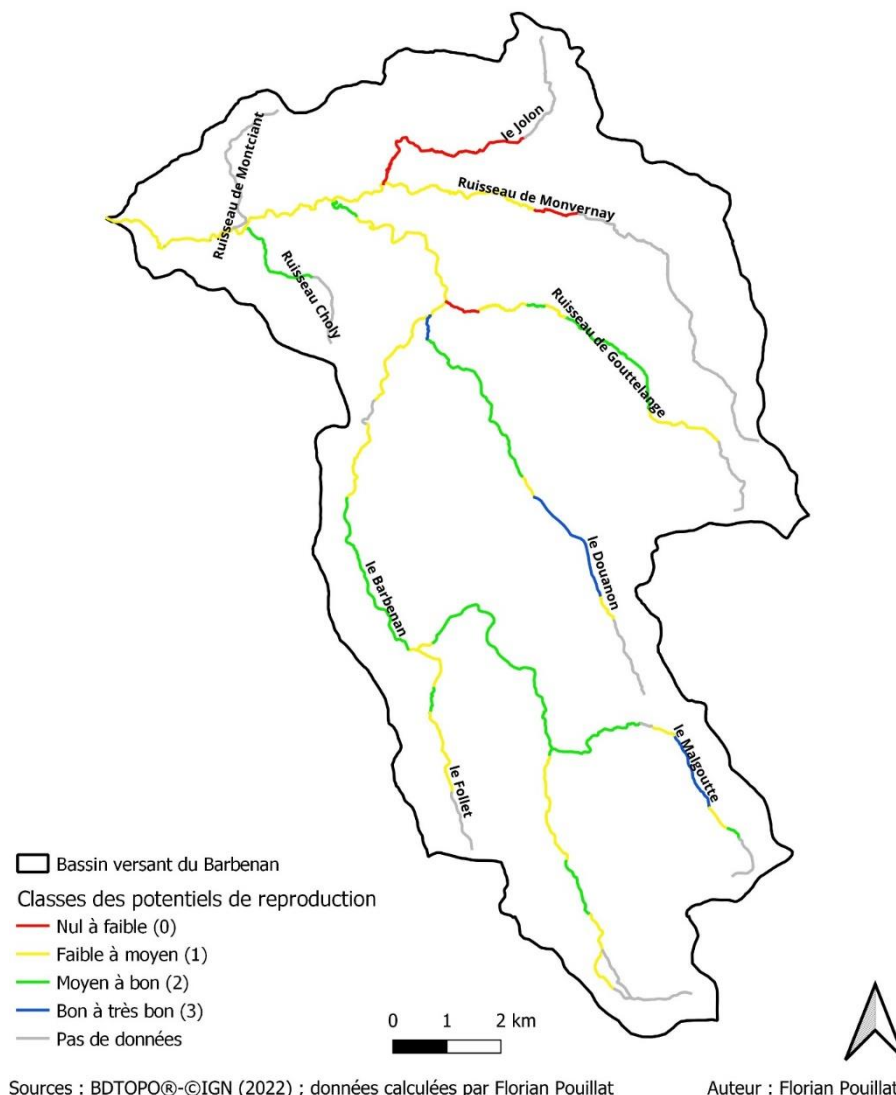 le Jolon
Ruisseau de Montciant
Ruisseau de Monvernay
Ruisseau Choly
Ruisseau de Gouttelange
le Douanon
le Barbenan
le Malgoutte
le Follet
Bassin versant du Barbenan
Classes des potentiels de reproduction
Nul à faible (0)
Faible à moyen (1)
Moyen à bon (2)
Bon à très bon (3)
Pas de données
0 1 2 km
Sources : BDTOPO®-©IGN (2022) ; données calculées par Florian Pouillat
Auteur : Florian Pouillat